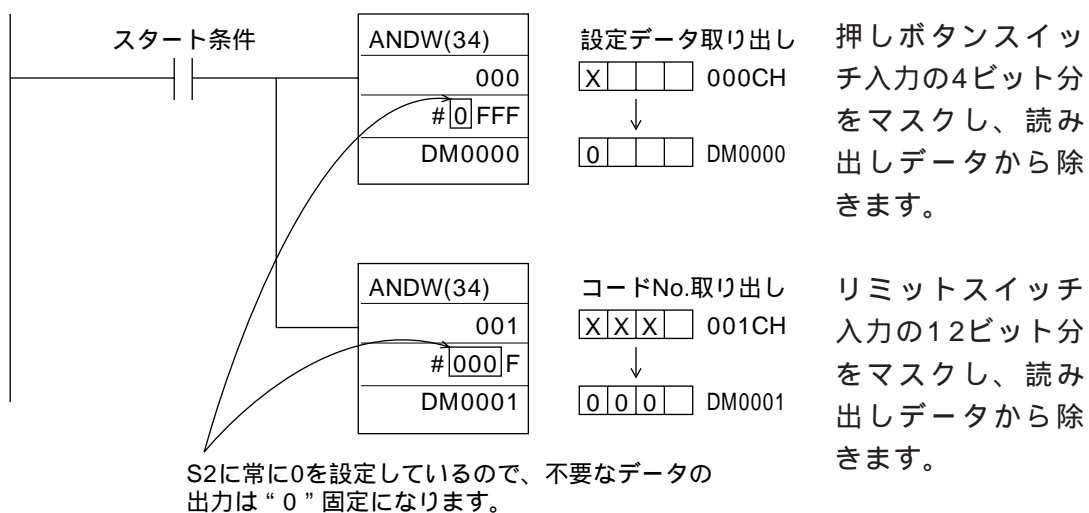 スタート条件
ANDW(34)
000
#0FFF
DM0000
設定データ取り出し
X 000CH
0 DM0000
押しボタンスイッ
チ入力の4ビット分
をマスクし、読み
出しデータから除
きます。
ANDW(34)
001
#000F
DM0001
コードNo.取り出し
X X X 001CH
0 0 0 DM0001
リミットスイッチ
入力の12ビット分
をマスクし、読み
出しデータから除
きます。
S2に常に0を設定しているので、不要なデータの
出力は“0”固定になります。